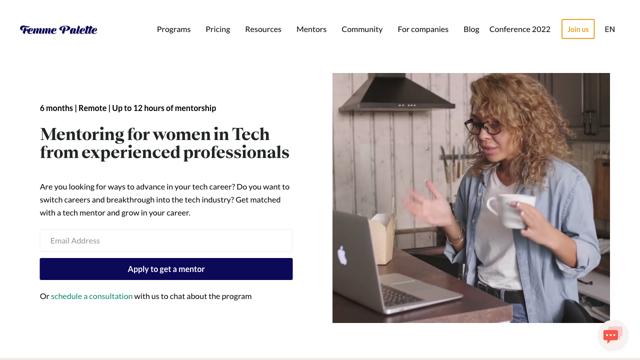 Femme Palette
Programs Pricing Resources Mentors Community For companies Blog Conference 2022 Join us EN
6 months | Remote | Up to 12 hours of mentorship
Mentoring for women in Tech
from experienced professionals
Are you looking for ways to advance in your tech career? Do you want to
switch careers and breakthrough into the tech industry? Get matched
with a tech mentor and grow in your career.
Email Address
Apply to get a mentor
Or schedule a consultation with us to chat about the program